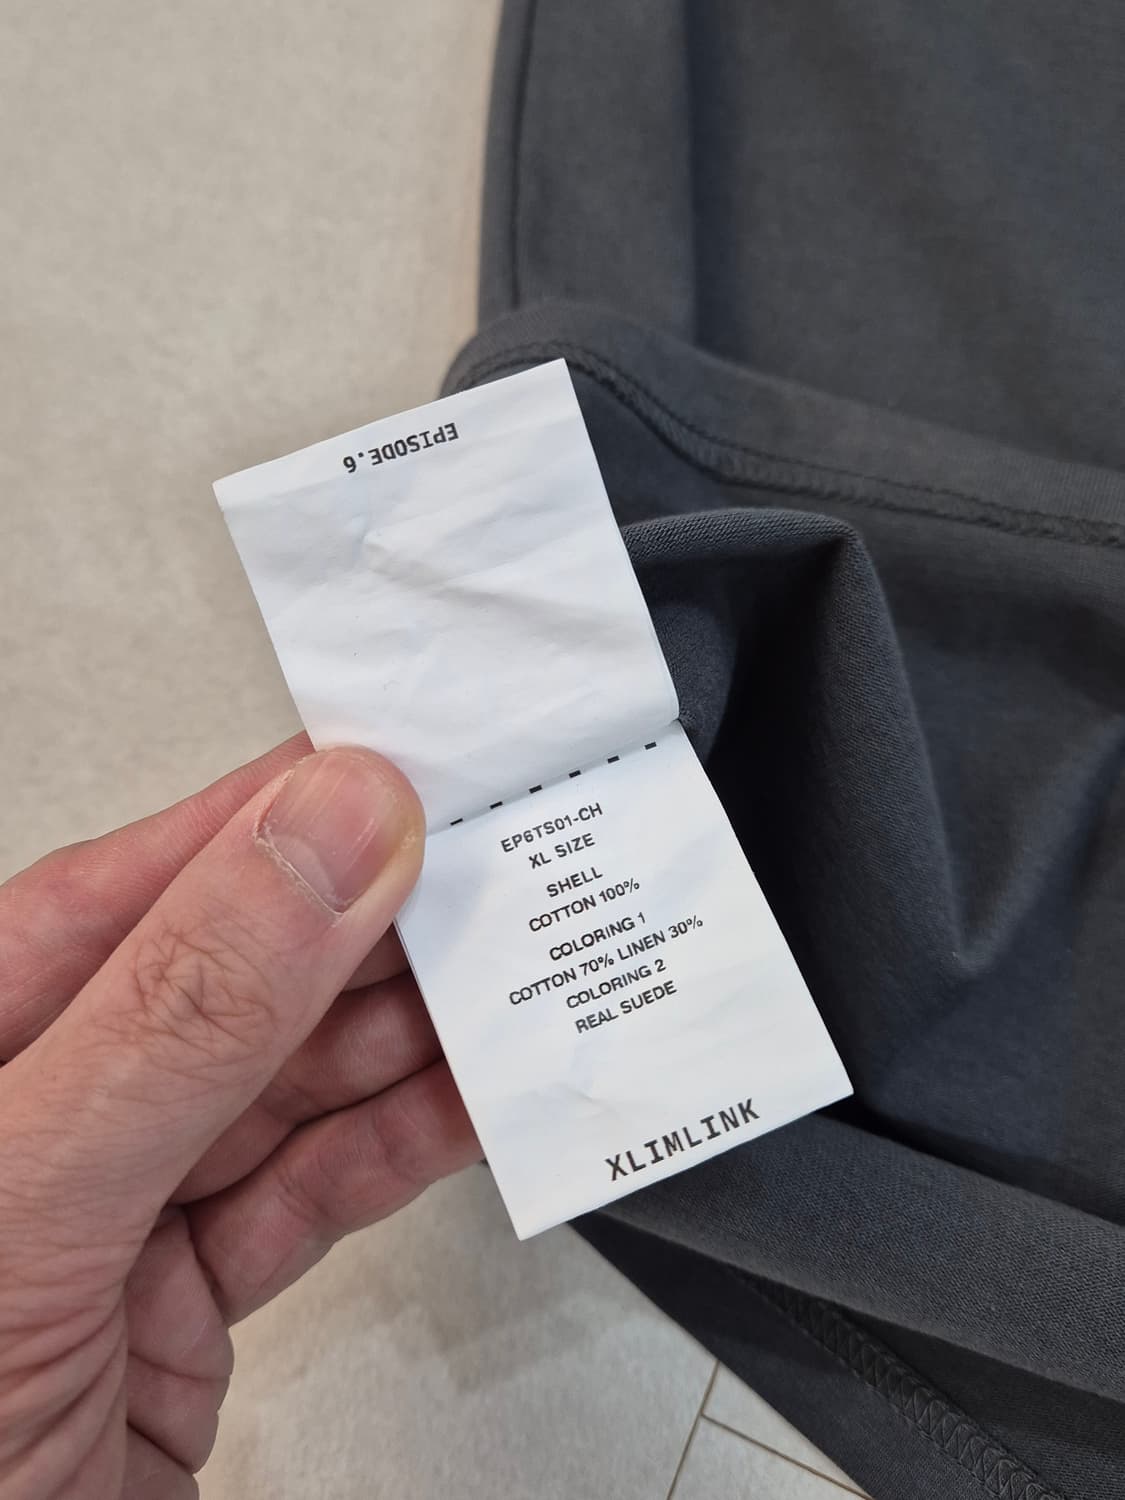 EPISODE.6
EP6TS01-CH
XL SIZE
SHELL
COTTON 100%
COLORING 1
COTTON 70% LINEN 30%
COLORING 2
REAL SUEDE
XLIMLINK